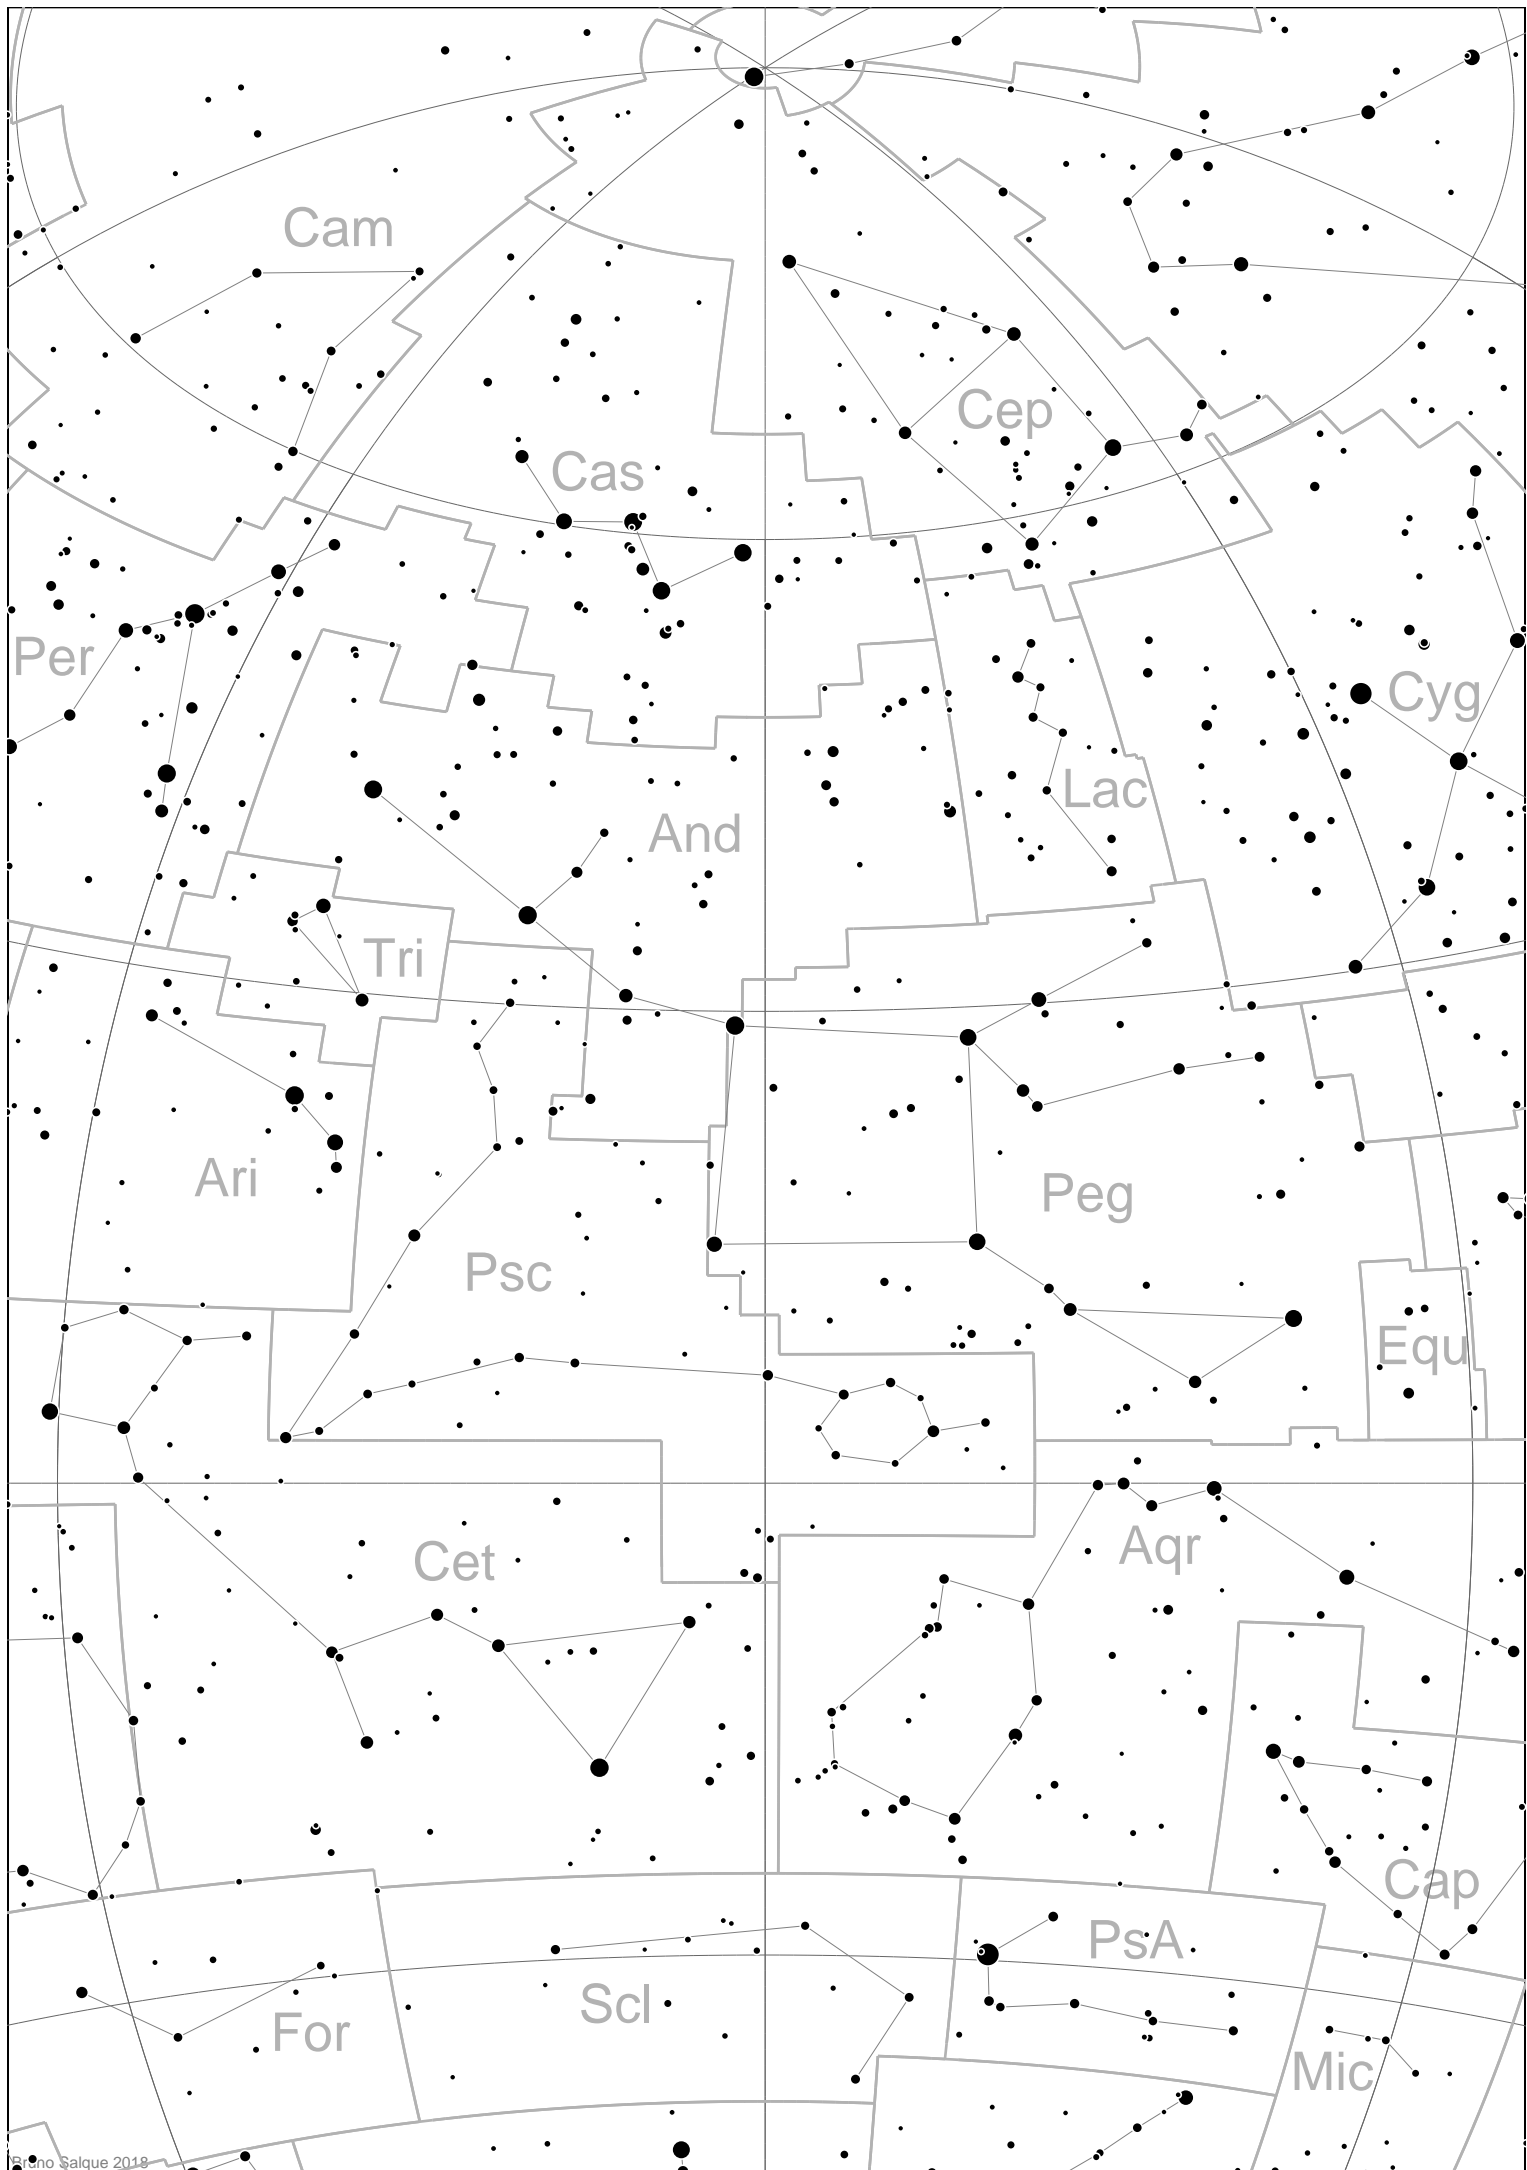 Cam
Cep
Cas
Per
Cyg
Lac
And
Tri
Ari
Peg
Psc
Equ
Cet
Aqr
Cap
PsA
Scl
For
Mic
Bruno Salque 2018